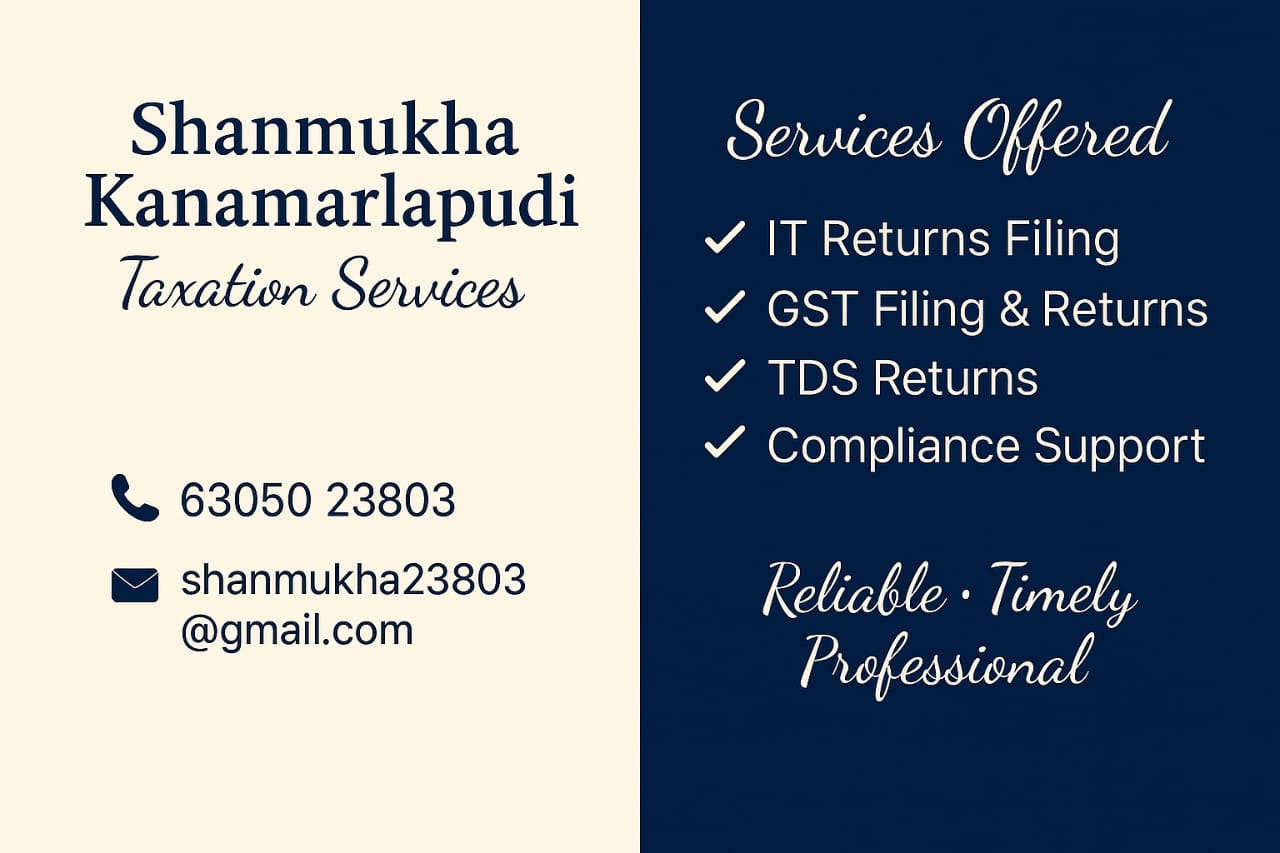 Shanmukha
Kanamarlapudi
Taxation Services
63050 23803
shanmukha23803
@gmail.com
Services Offered
✓ IT Returns Filing
✓ GST Filing & Returns
✓ TDS Returns
✓ Compliance Support
Reliable · Timely
Professional